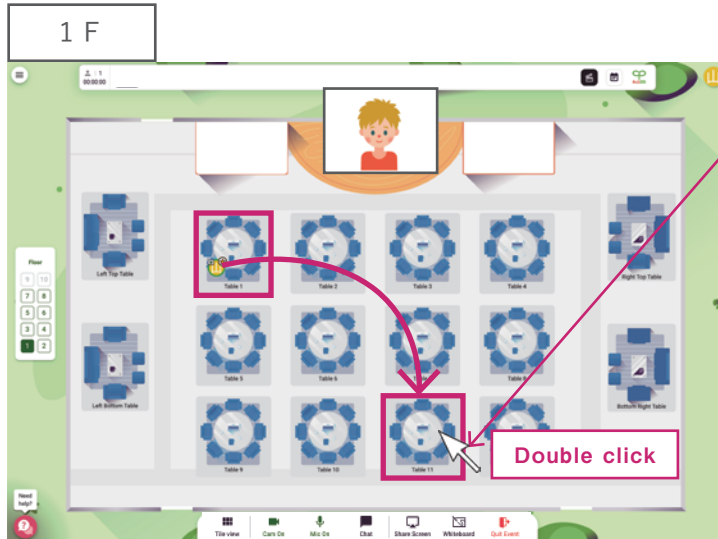 1 F
1
00:00:00
Floor
9 10
7 8
5 6
3 4
1 2
Left Top Table
Table 1
Table 2
Table 3
Table 4
Right Top Table
Table 5
Table 6
Left Bottom Table
Bottom Right Table
Table 9
Table 10
Table 11
Double click
Need
help?
Tile view
Cam On
Mic On
Chat
Share Screen
Whiteboard
Quit Event